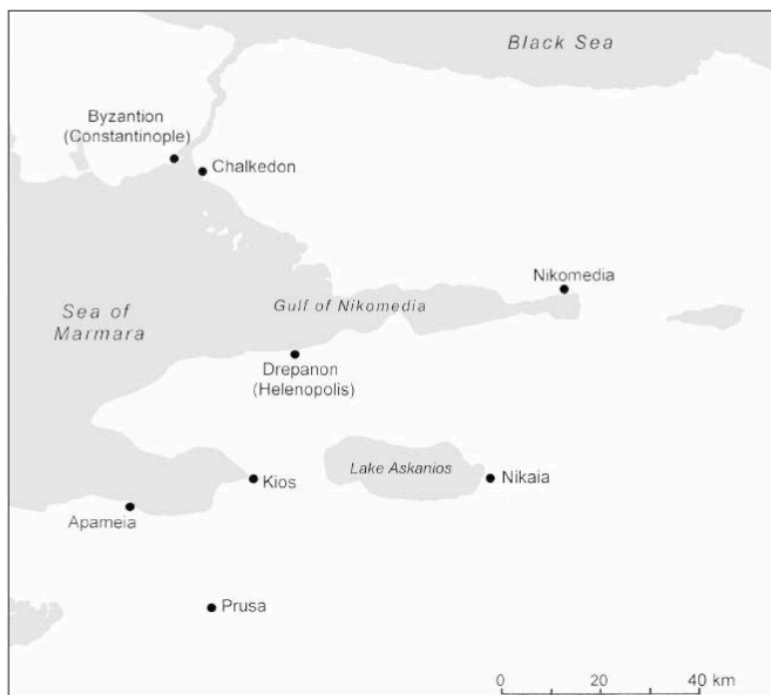 Black Sea
Byzantion
(Constantinople)
Chalkedon
Nikomedia
Sea of
Marmara
Gulf of Nikomedia
Drepanon
(Helenopolis)
Lake Askanios
Kios
Nikaia
Apameia
Prusa
0 20 40 km